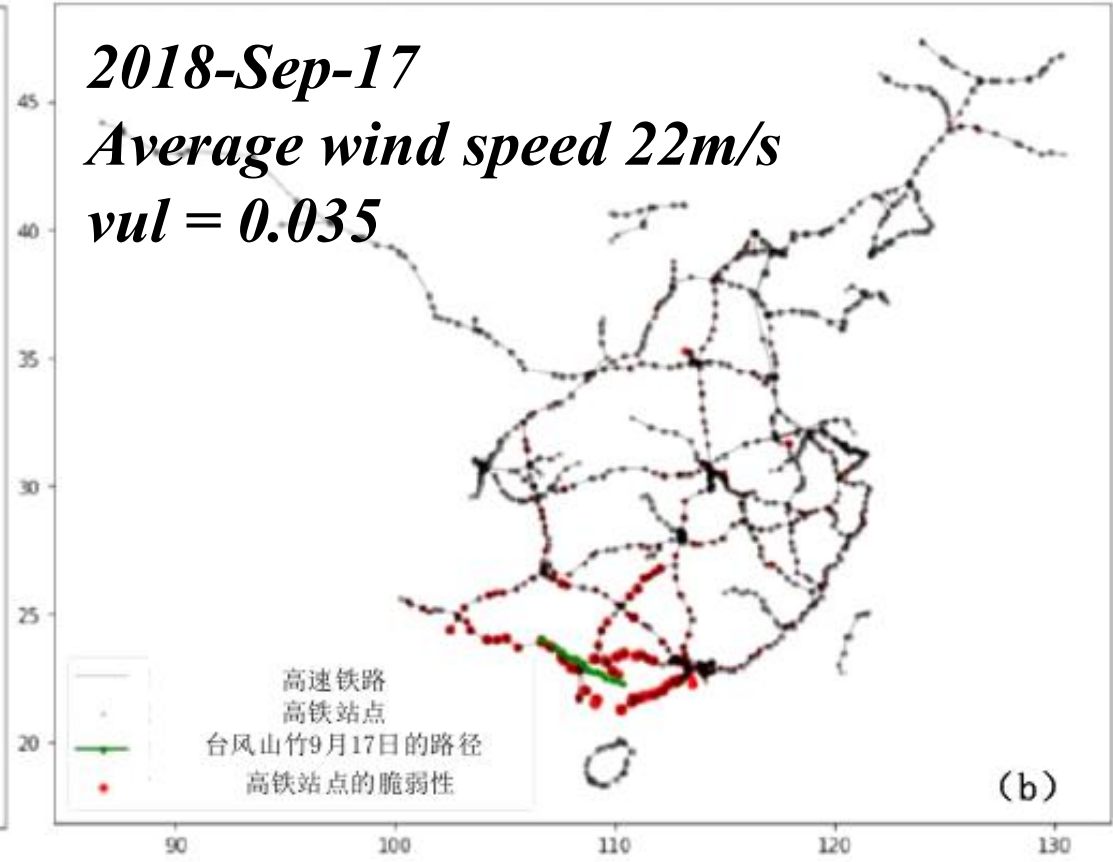 2018-Sep-17
Average wind speed 22m/s
vul = 0.035
45
40
35
30
25
20
高速铁路
高铁站点
台风山竹9月17日的路径
高铁站点的脆弱性
(b)
90 100 110 120 130